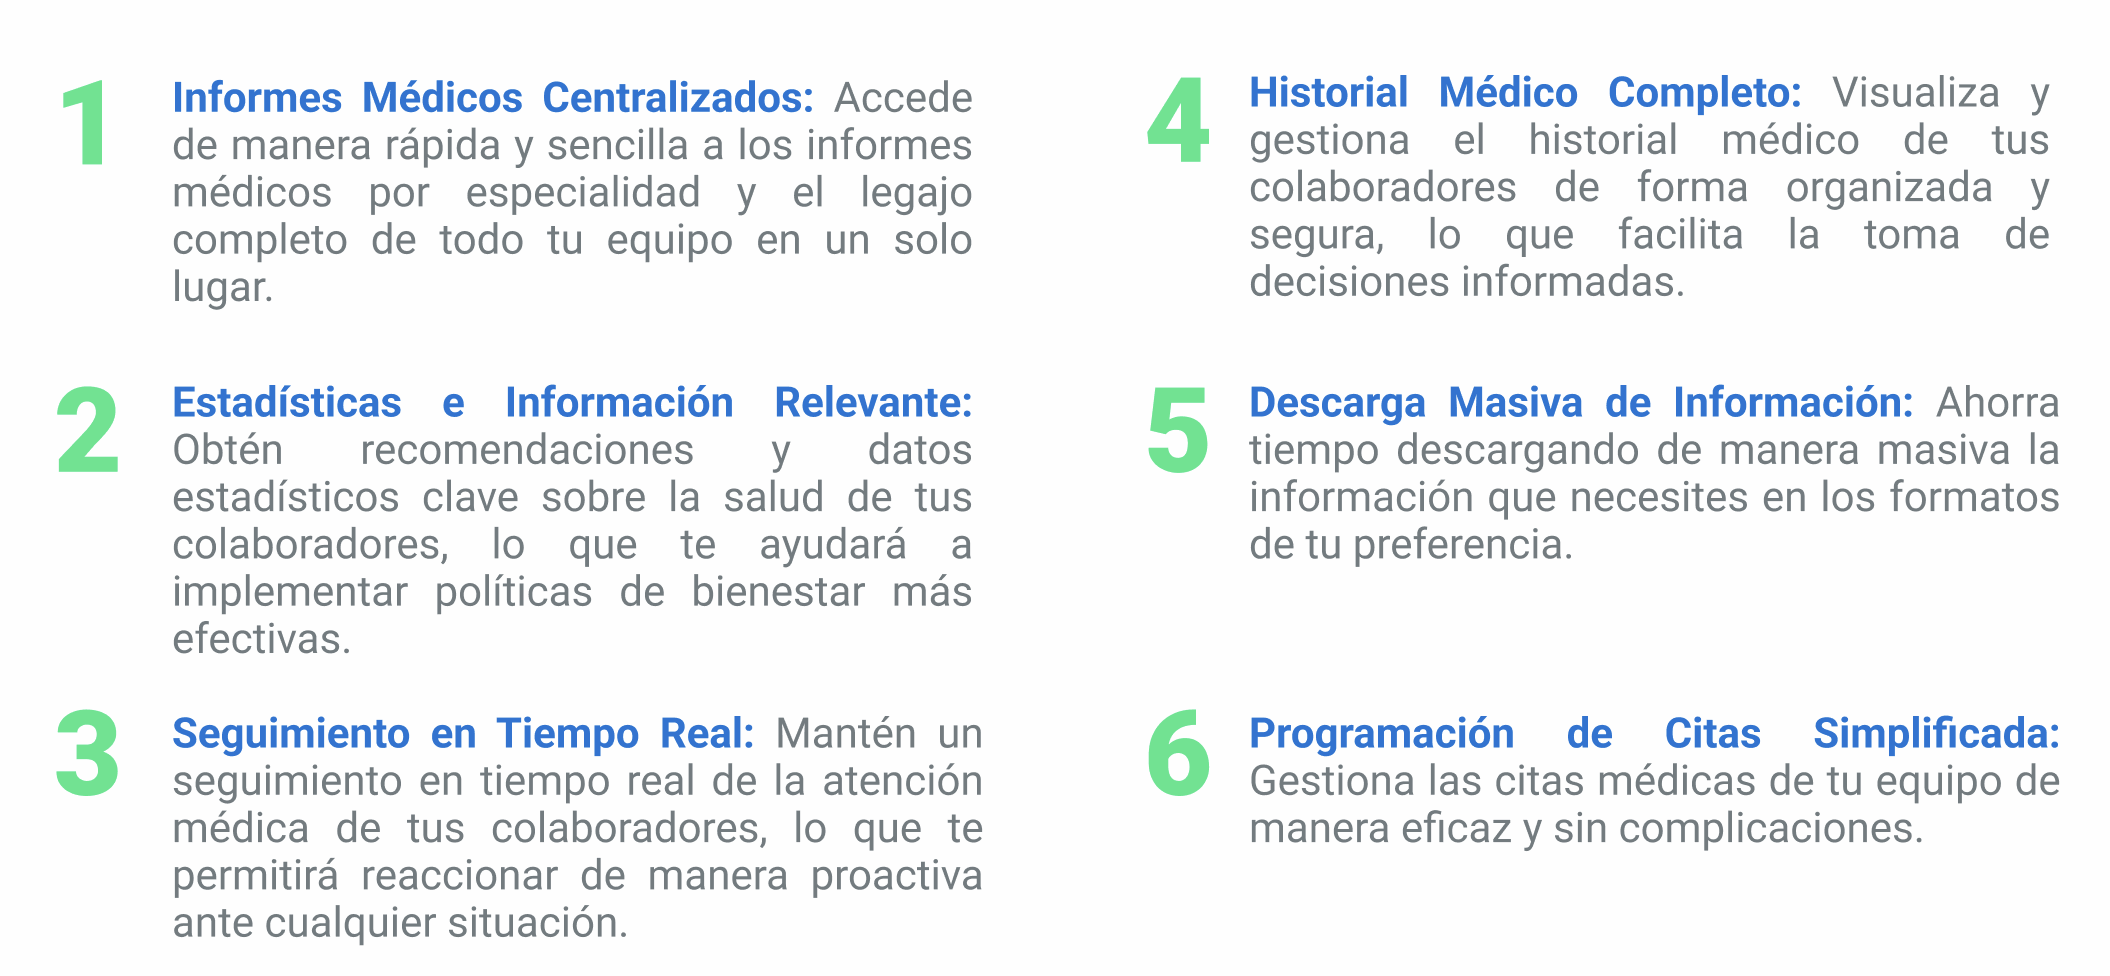 1
Informes Médicos Centralizados: Accede
de manera rápida y sencilla a los informes
médicos por especialidad y el legajo
completo de todo tu equipo en un solo
lugar.
2
Estadísticas e Información Relevante:
Obtén recomendaciones y datos
estadísticos clave sobre la salud de tus
colaboradores, lo que te ayudará a
implementar políticas de bienestar más
efectivas.
3
Seguimiento en Tiempo Real: Mantén un
seguimiento en tiempo real de la atención
médica de tus colaboradores, lo que te
permitirá reaccionar de manera proactiva
ante cualquier situación.
4
Historial Médico Completo: Visualiza y
gestiona el historial médico de tus
colaboradores de forma organizada y
segura, lo que facilita la toma de
decisiones informadas.
5
Descarga Masiva de Información: Ahorra
tiempo descargando de manera masiva la
información que necesites en los formatos
de tu preferencia.
6
Programación de Citas Simplificada:
Gestiona las citas médicas de tu equipo de
manera eficaz y sin complicaciones.